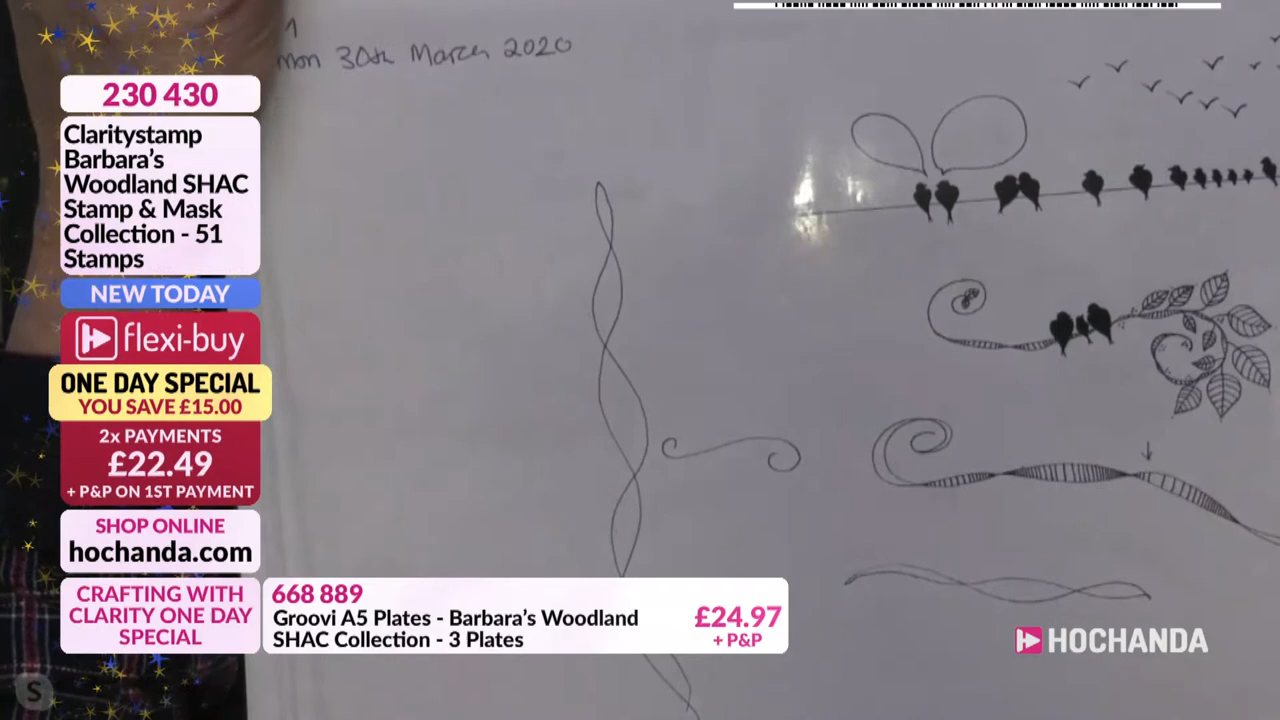 mon 30th March 2020
230 430
Claritystamp
Barbara's
Woodland SHAC
Stamp & Mask
Collection - 51
Stamps
NEW TODAY
flexi-buy
ONE DAY SPECIAL
YOU SAVE £15.00
2x PAYMENTS
£22.49
+ P&P ON 1ST PAYMENT
SHOP ONLINE
hochanda.com
CRAFTING WITH
CLARITY ONE DAY
SPECIAL
668 889
Groovi A5 Plates - Barbara's Woodland
SHAC Collection - 3 Plates
£24.97
+ P&P
HOCHANDA
S